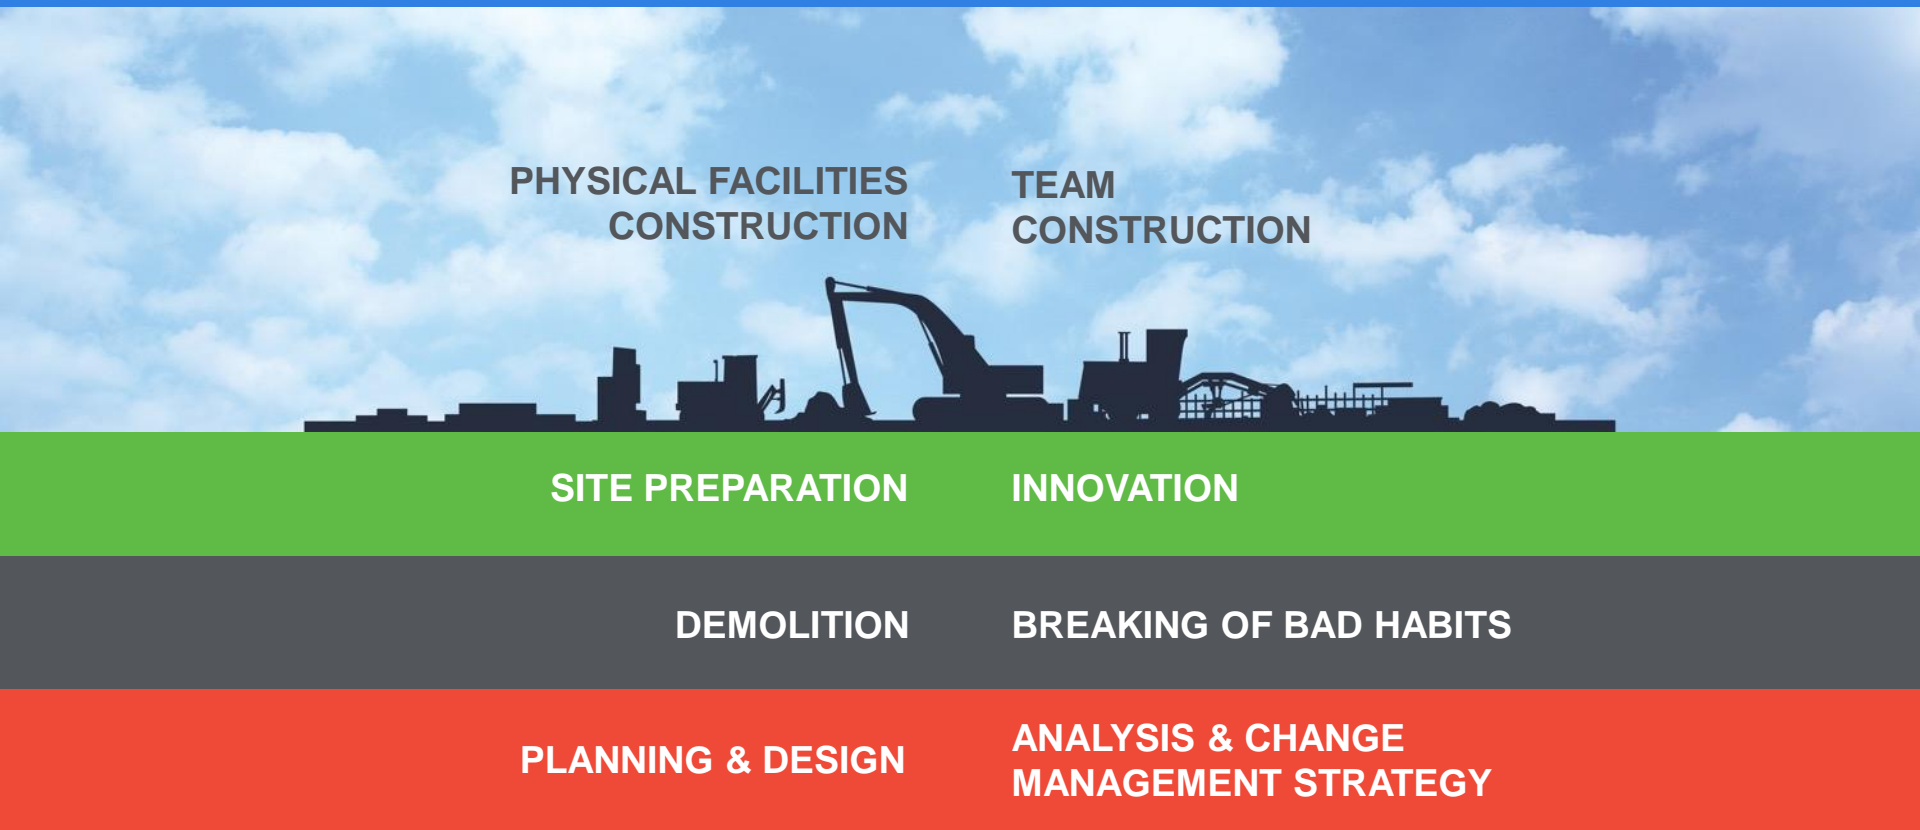 PHYSICAL FACILITIES
CONSTRUCTION
TEAM
CONSTRUCTION
SITE PREPARATION
INNOVATION
DEMOLITION
BREAKING OF BAD HABITS
PLANNING & DESIGN
ANALYSIS & CHANGE
MANAGEMENT STRATEGY